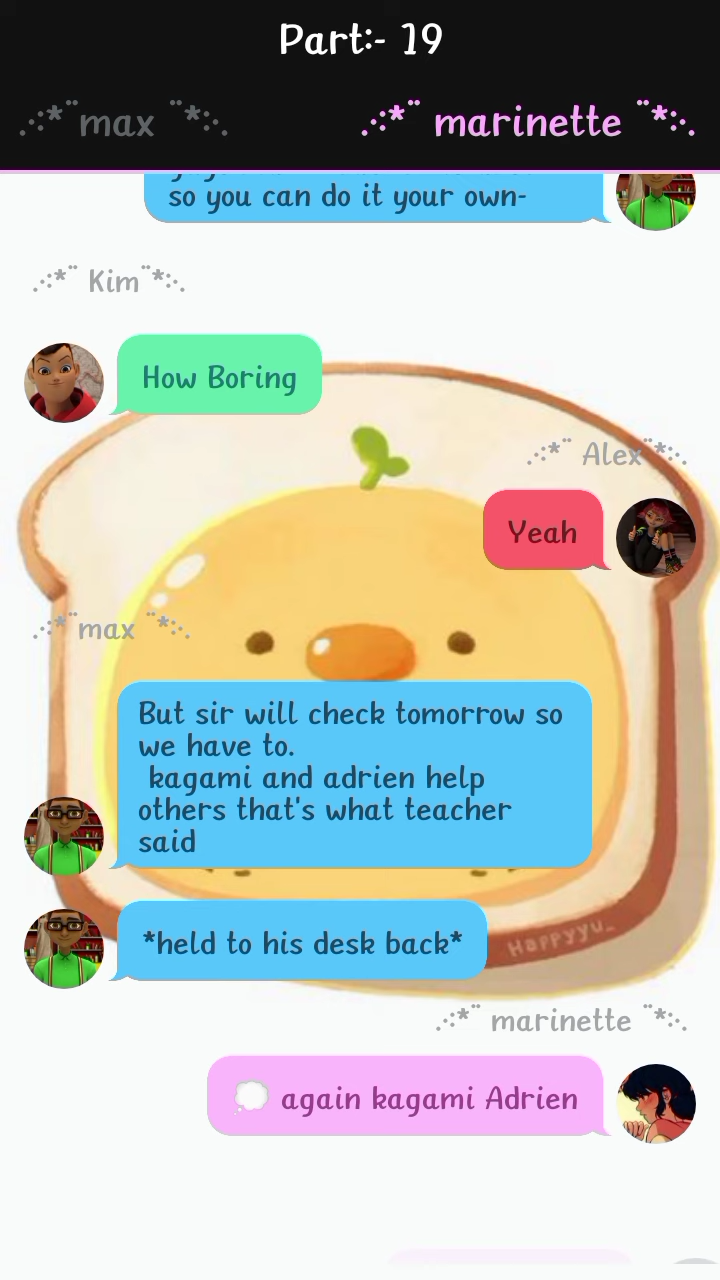 Part:- 19
.·:*¨max ¨*:·.
.·:*¨ marinette ¨*:·.
so you can do it your own-
.·:*¨ Kim¨*:·.
How Boring
.·:*¨ Alex¨*:·.
Yeah
.·:*¨max ¨*:·.
But sir will check tomorrow so
we have to.
kagami and adrien help
others that's what teacher
said
*held to his desk back*
Happyyu_
.·:*¨ marinette ¨*:·.
💭 again kagami Adrien